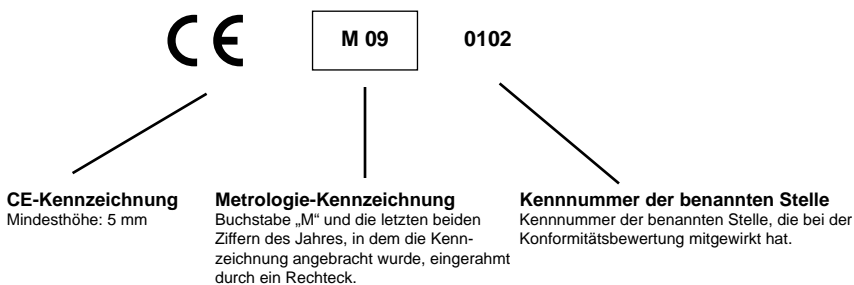 CE M 09 0102
CE-Kennzeichnung
Mindesthöhe: 5 mm
Metrologie-Kennzeichnung
Buchstabe „M“ und die letzten beiden
Ziffern des Jahres, in dem die Kenn-
zeichnung angebracht wurde, eingerahmt
durch ein Rechteck.
Kennnummer der benannten Stelle
Kennnummer der benannten Stelle, die bei der
Konformitätsbewertung mitgewirkt hat.